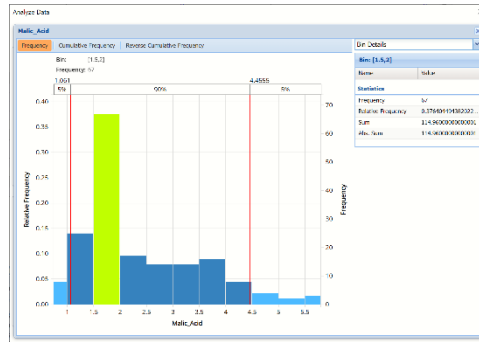 Analyze Data
Malic_Acid
Frequency Cumulative Frequency Reverse Cumulative Frequency
Bin: [1.5,2]
Frequency: 67
1.061 4.4555
5% 90% 5%
Relative Frequency
0.40
0.35
0.30
0.25
0.20
0.15
0.10
0.05
0.00
70
60
50
40
30
20
10
0
Frequency
1 1.5 2 2.5 3 3.5 4 4.5 5 5.5
Malic_Acid
Bin Details
Bin: [1.5,2]
Name Value
Statistics
Frequency 67
Relative Frequency
Sum
Abs. Sum